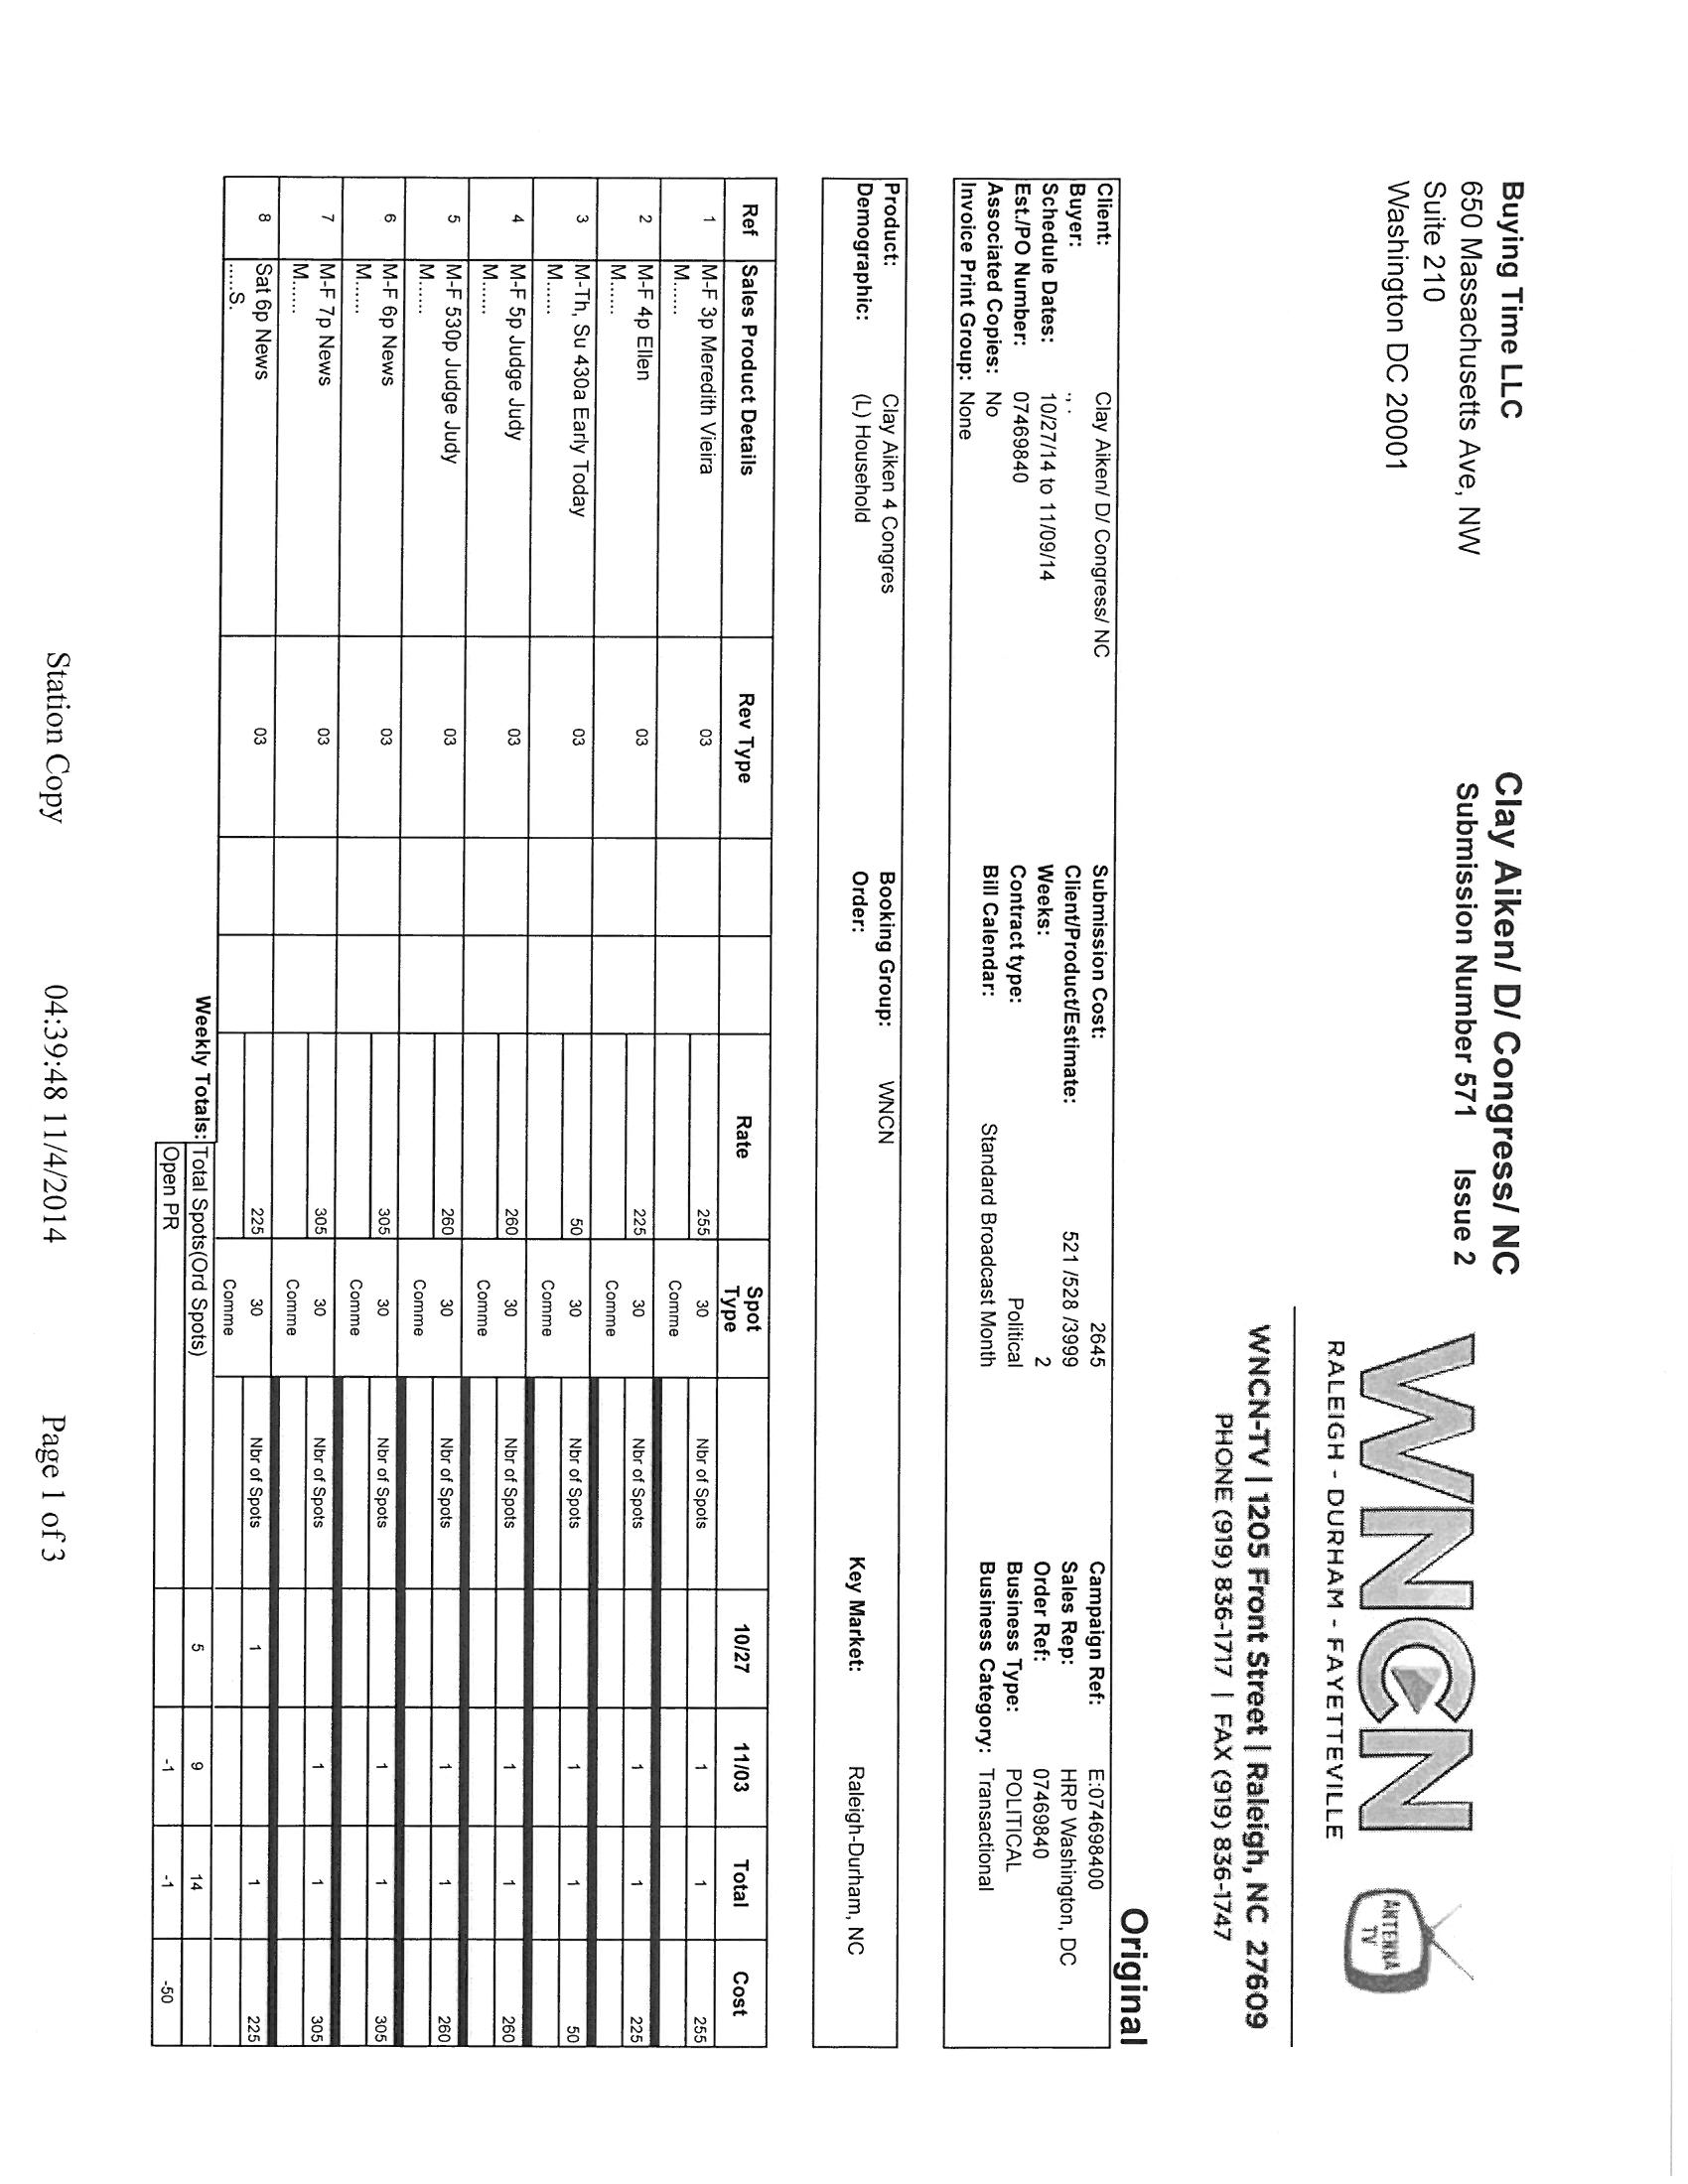 Buying Time LLC
650 Massachusetts Ave, NW
Suite 210
Washington DC 20001
Clay Aiken/ D/ Congress/ NC
Submission Number 571 Issue 2
WNCN
RALEIGH - DURHAM - FAYETTEVILLE
ANTENNA
TV
WNCN-TV | 1205 Front Street | Raleigh, NC 27609
PHONE (919) 836-1717 | FAX (919) 836-1747
Original
Client: Clay Aiken/ D/ Congress/ NC Submission Cost: 2645 Campaign Ref: E:074698400
Buyer: Client/Product/Estimate: 521 /528 /3999 Sales Rep: HRP Washington, DC
Schedule Dates: 10/27/14 to 11/09/14 Weeks: 2 Order Ref: 07469840
Est./PO Number: 07469840 Contract type: Political Business Type: POLITICAL
Associated Copies: No Bill Calendar: Standard Broadcast Month Business Category: Transactional
Invoice Print Group: None
Product: Clay Aiken 4 Congres Booking Group: WNCN
Demographic: (L) Household Order: Key Market: Raleigh-Durham, NC
Ref Sales Product Details Rev Type Rate Spot Type 10/27 11/03 Total Cost
1 M-F 3p Meredith Vieira 03 255 30 Nbr of Spots 1 1 255
M...... Comme
2 M-F 4p Ellen 03 225 30 Nbr of Spots 1 1 225
M...... Comme
3 M-Th, Su 430a Early Today 03 50 30 Nbr of Spots 1 1 50
M...... Comme
4 M-F 5p Judge Judy 03 260 30 Nbr of Spots 1 1 260
M...... Comme
5 M-F 530p Judge Judy 03 260 30 Nbr of Spots 1 1 260
M...... Comme
6 M-F 6p News 03 305 30 Nbr of Spots 1 1 305
M...... Comme
7 M-F 7p News 03 305 30 Nbr of Spots 1 1 305
M...... Comme
8 Sat 6p News 03 225 30 Nbr of Spots 1 1 225
.....S. Comme
Weekly Totals: Total Spots(Ord Spots) 5 9 14
Open PR -1 -1 -50
Station Copy 04:39:48 11/4/2014 Page 1 of 3